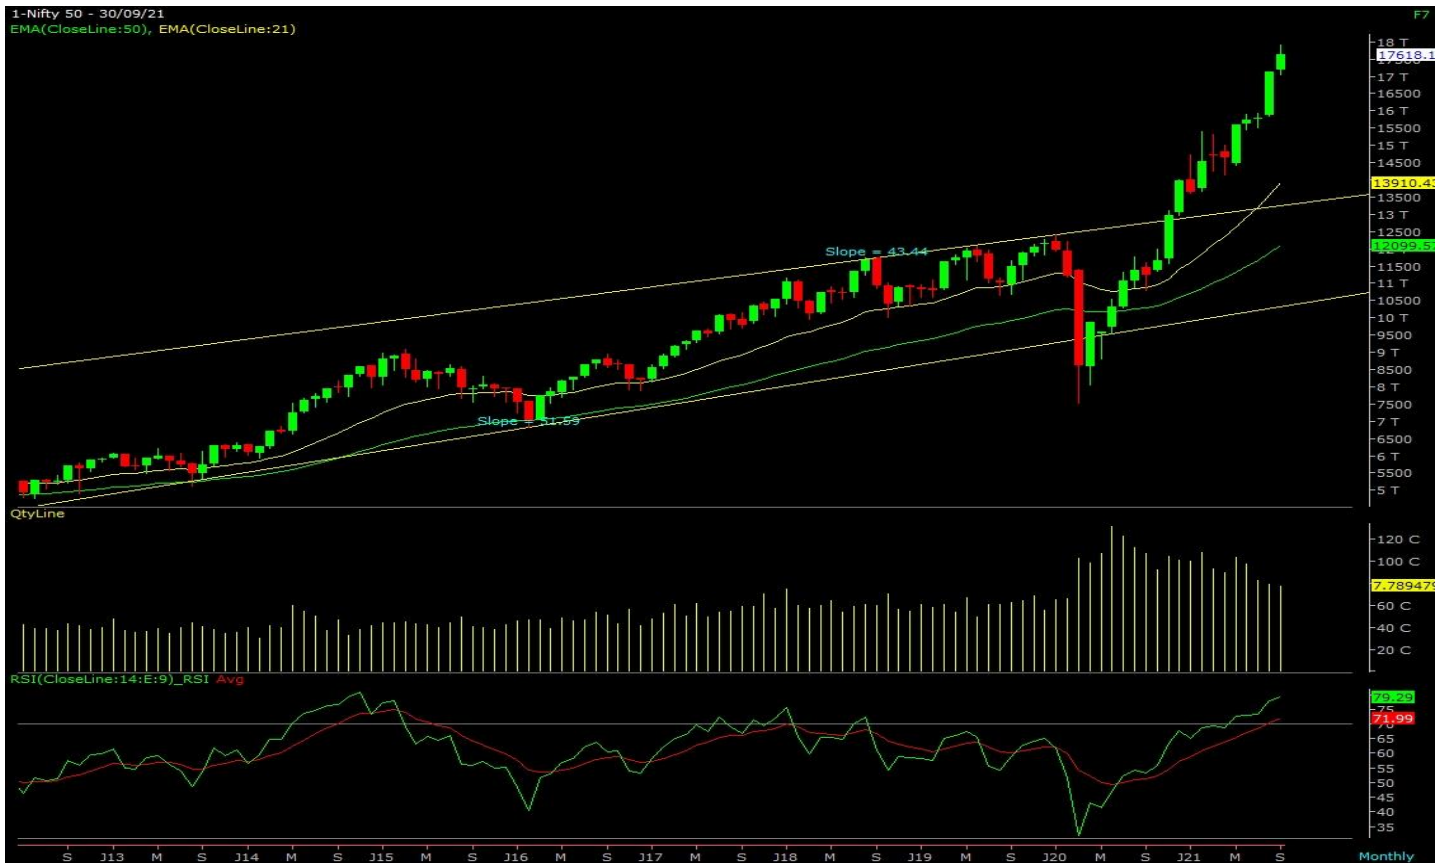 1-Nifty 50 - 30/09/21
F7
EMA(CloseLine:50), EMA(CloseLine:21)
18 T
17618.1
17 T
16500
16 T
15500
15 T
14500
13910.43
13500
13 T
12500
12099.57
11500
11 T
10500
10 T
9500
9 T
8500
8 T
7500
7 T
6500
6 T
5500
5 T
Slope = 43.44
Slope = 51.59
QtyLine
120 C
100 C
7.789479
60 C
40 C
20 C
RSI(CloseLine:14:E:9)_RSI Avg
79.29
75
71.99
65
60
55
50
45
40
35
S J13 M S J14 M S J15 M S J16 M S J17 M S J18 M S J19 M S J20 M S J21 M S Monthly